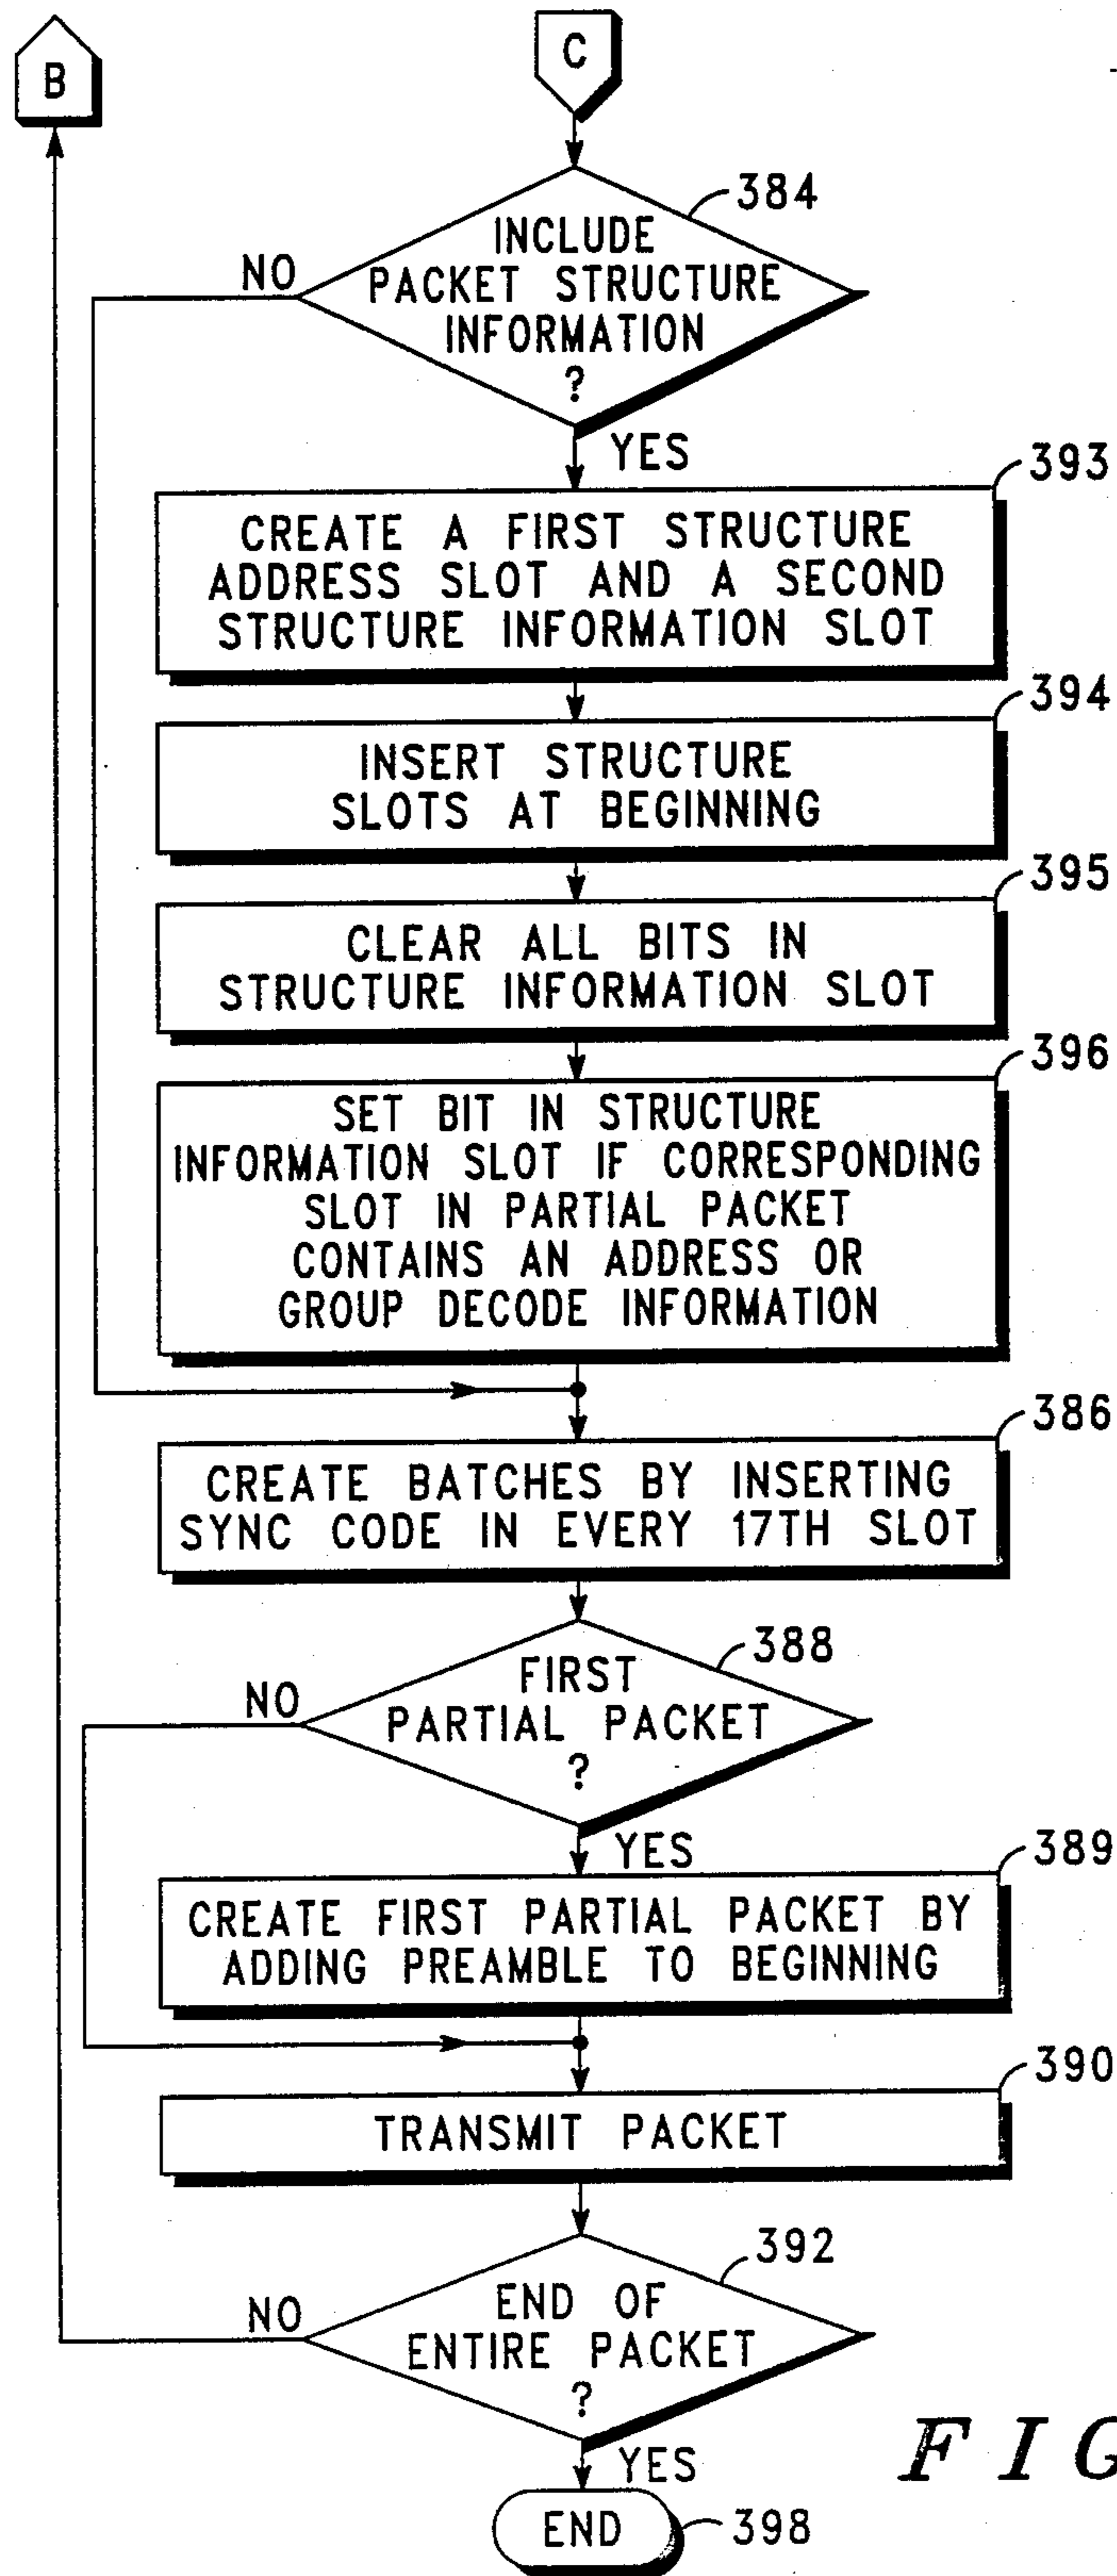 B
C
384
INCLUDE
PACKET STRUCTURE
INFORMATION
?
NO
YES
393
CREATE A FIRST STRUCTURE
ADDRESS SLOT AND A SECOND
STRUCTURE INFORMATION SLOT
394
INSERT STRUCTURE
SLOTS AT BEGINNING
395
CLEAR ALL BITS IN
STRUCTURE INFORMATION SLOT
396
SET BIT IN STRUCTURE
INFORMATION SLOT IF CORRESPONDING
SLOT IN PARTIAL PACKET
CONTAINS AN ADDRESS OR
GROUP DECODE INFORMATION
386
CREATE BATCHES BY INSERTING
SYNC CODE IN EVERY 17TH SLOT
388
FIRST
PARTIAL PACKET
?
NO
YES
389
CREATE FIRST PARTIAL PACKET BY
ADDING PREAMBLE TO BEGINNING
390
TRANSMIT PACKET
392
END OF
ENTIRE PACKET
?
NO
YES
END
398
FIG